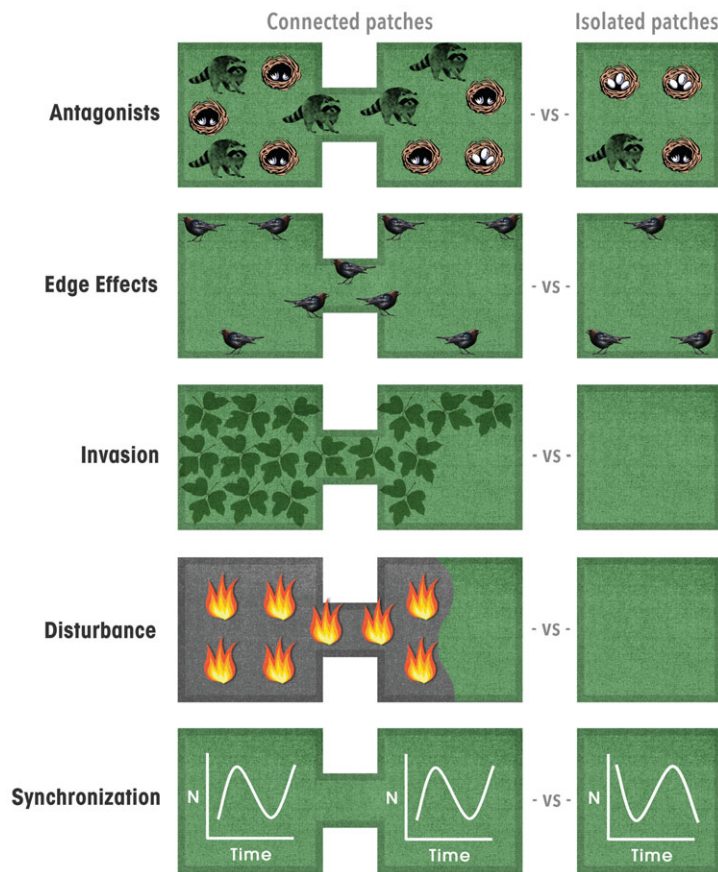 Connected patches
Isolated patches
Antagonists
- VS -
Edge Effects
- VS -
Invasion
- VS -
Disturbance
- VS -
Synchronization
N
Time
N
Time
- VS -
N
Time